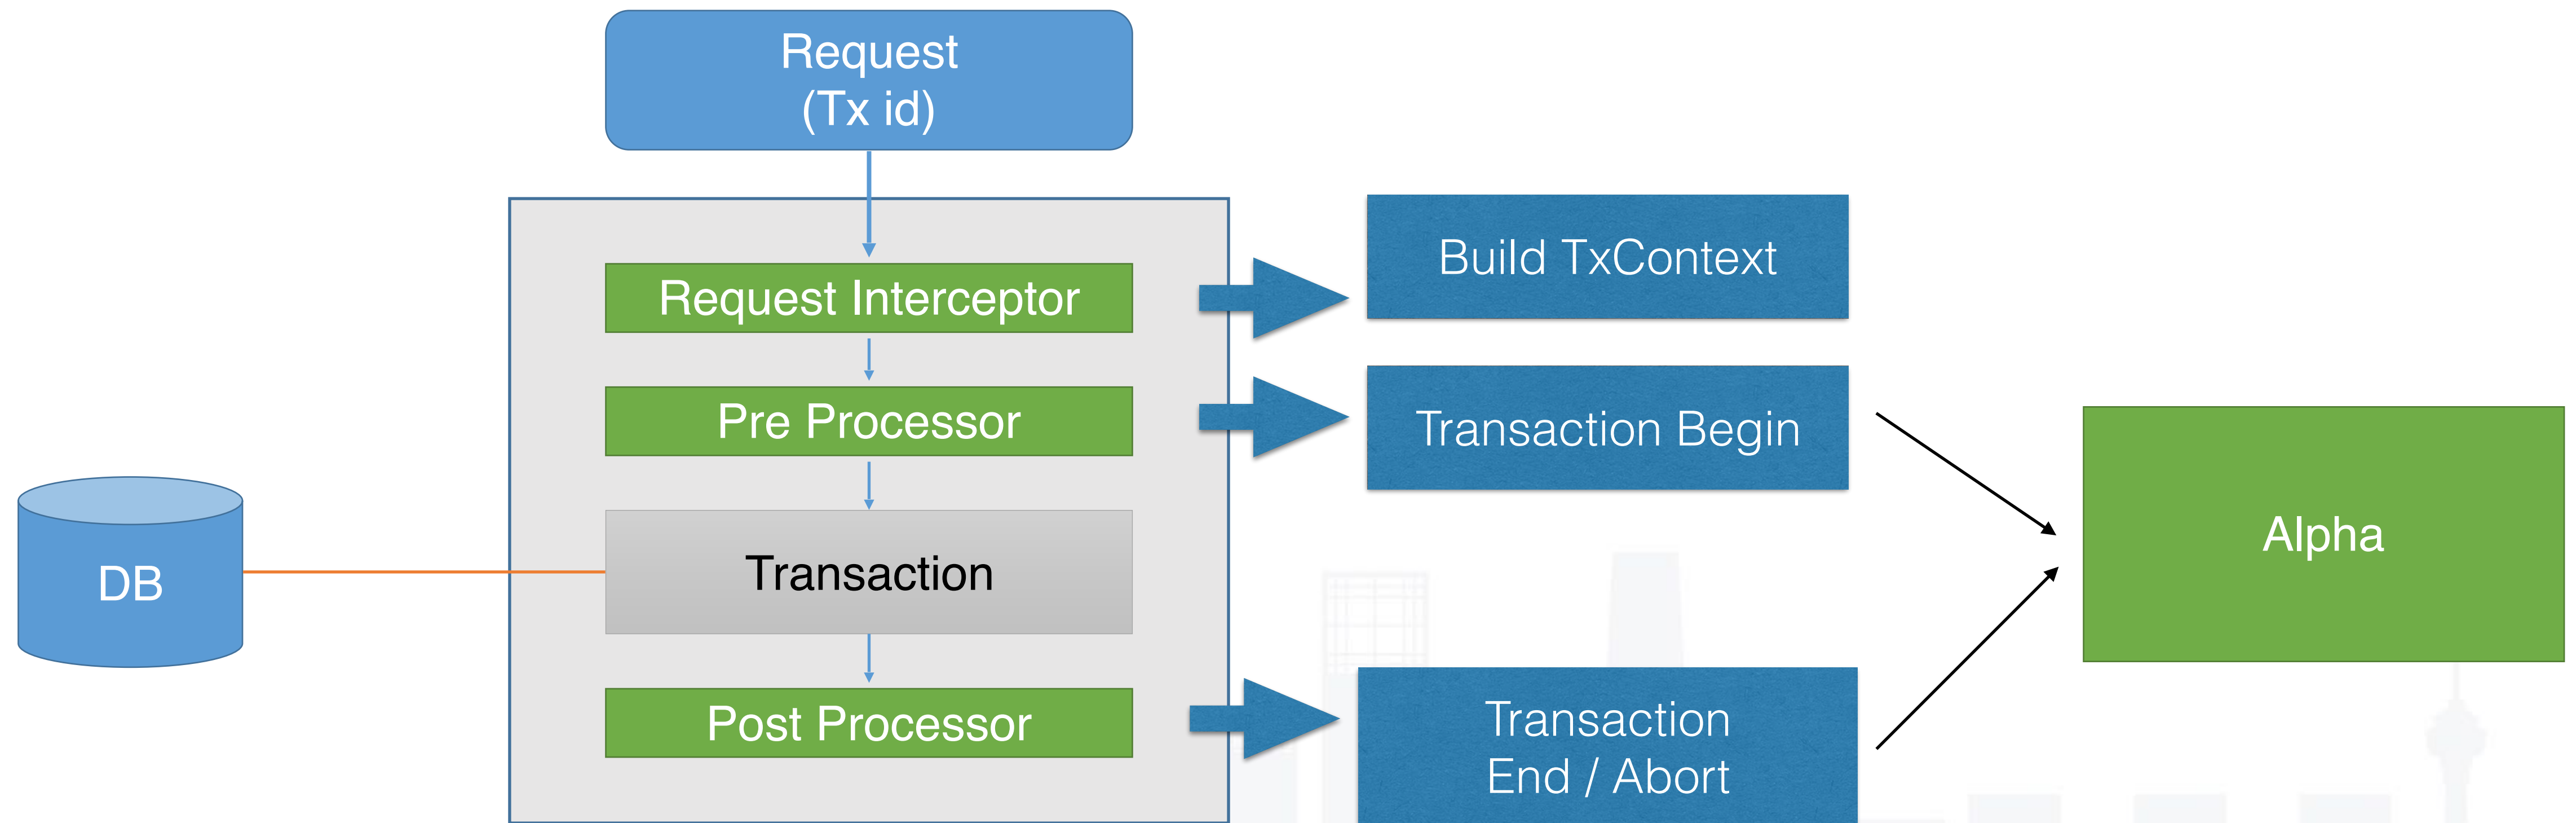 Request
(Tx id)
Request Interceptor
Build TxContext
Pre Processor
Transaction Begin
DB
Transaction
Alpha
Post Processor
Transaction
End / Abort